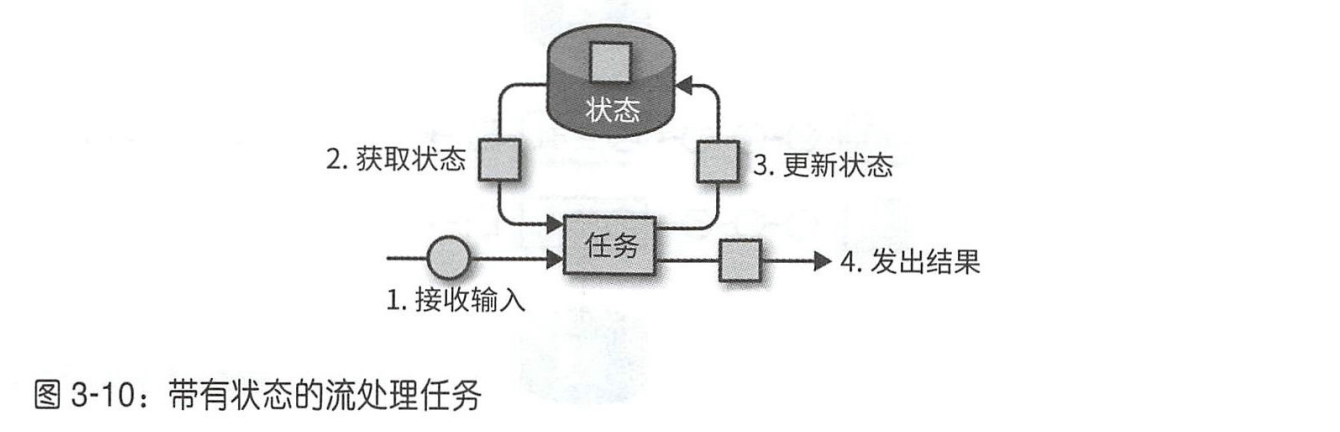 状态
2. 获取状态
3. 更新状态
任务
4. 发出结果
1. 接收输入
图 3-10：带有状态的流处理任务